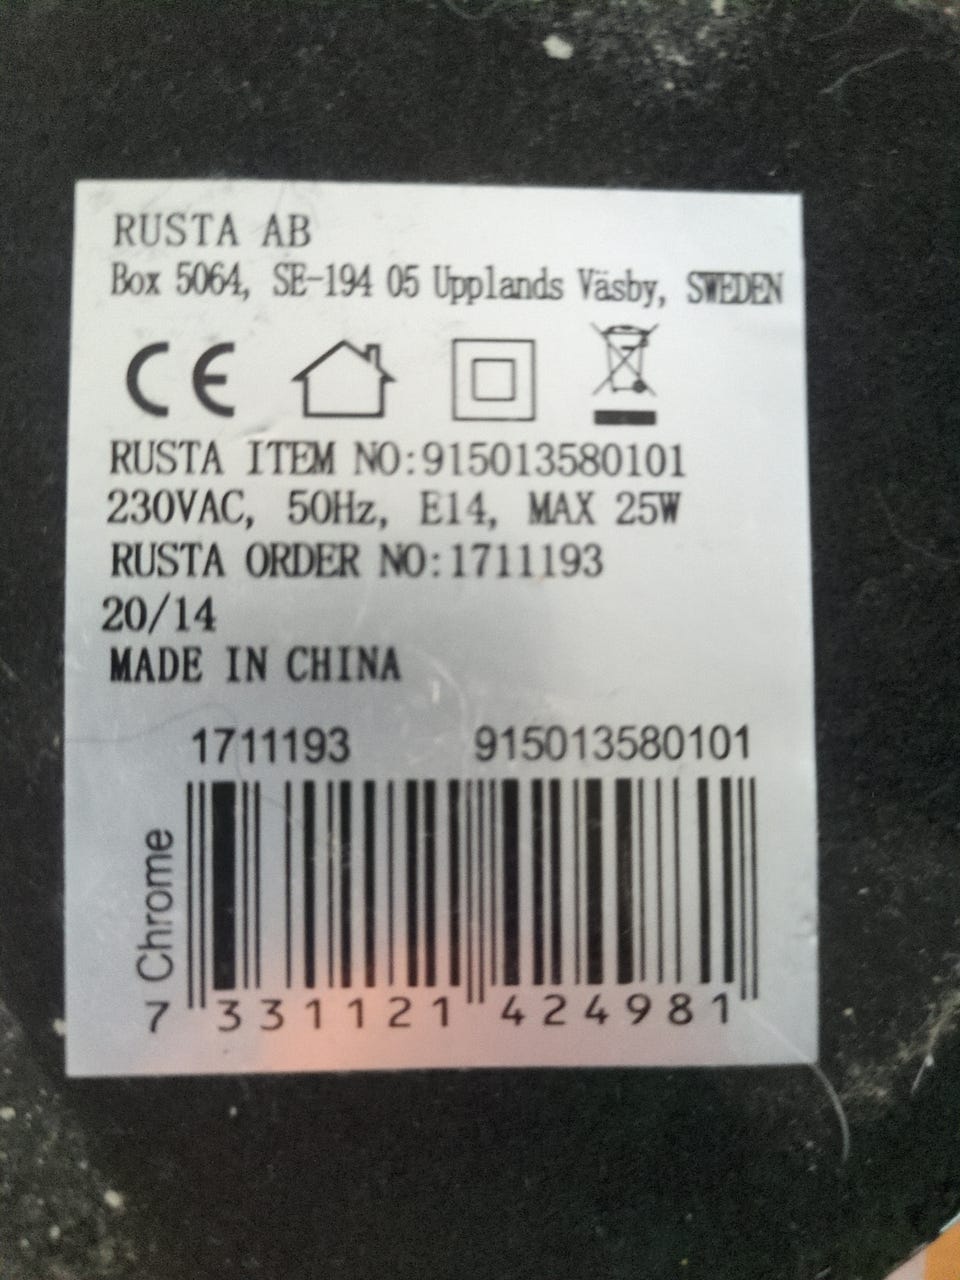 RUSTA AB
Box 5064, SE-194 05 Upplands Väsby, SWEDEN
CE
RUSTA ITEM NO:915013580101
230VAC, 50Hz, E14, MAX 25W
RUSTA ORDER NO:1711193
20/14
MADE IN CHINA
1711193 915013580101
Chrome
7 331121 424981